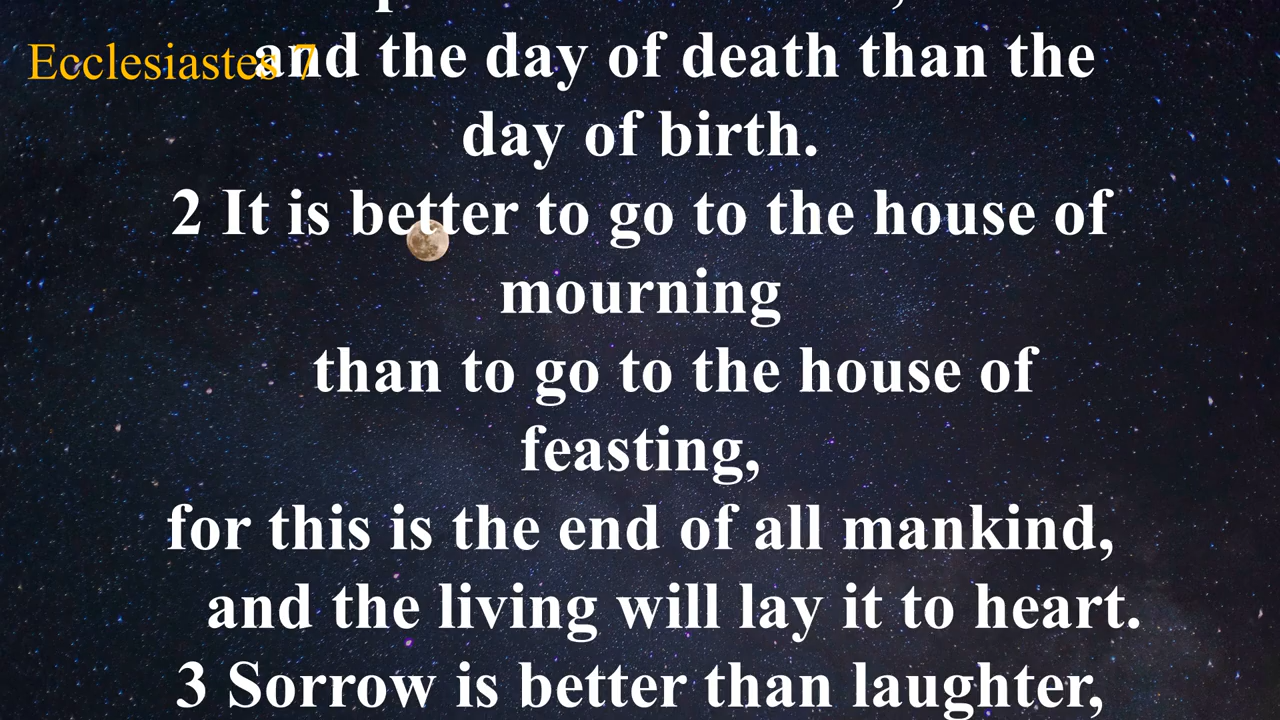 Ecclesiastes 7
and the day of death than the
day of birth.
2 It is better to go to the house of
mourning
than to go to the house of
feasting,
for this is the end of all mankind,
and the living will lay it to heart.
3 Sorrow is better than laughter,